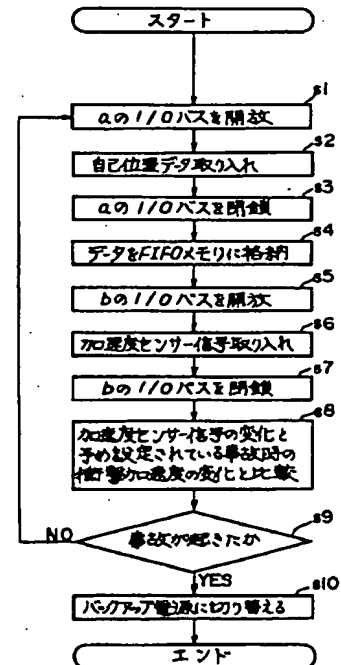 スタート
s1
aのI/Oバスを開放
s2
自己位置データ取り入れ
s3
aのI/Oバスを閉鎖
s4
データをFIFOメモリに格納
s5
bのI/Oバスを開放
s6
加速度センサー信号取り入れ
s7
bのI/Oバスを閉鎖
s8
加速度センサー信号の変化と
予め設定されている事故時の
衝撃加速度の変化と比較
s9
事故が起きたか
NO
YES
s10
バックアップ電源に切り替える
エンド